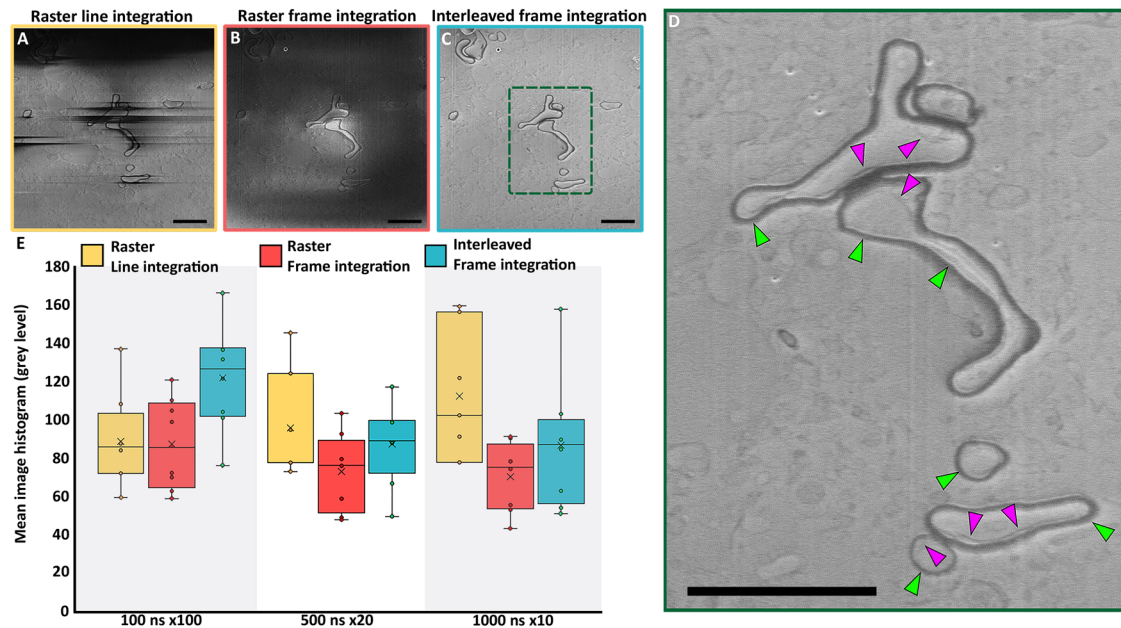 Raster line integration
Raster frame integration
Interleaved frame integration
A
B
C
D
E
Raster
Line integration
Raster
Frame integration
Interleaved
Frame integration
Mean image histogram (grey level)
180
160
140
120
100
80
60
40
20
0
100 ns x100
500 ns x20
1000 ns x10